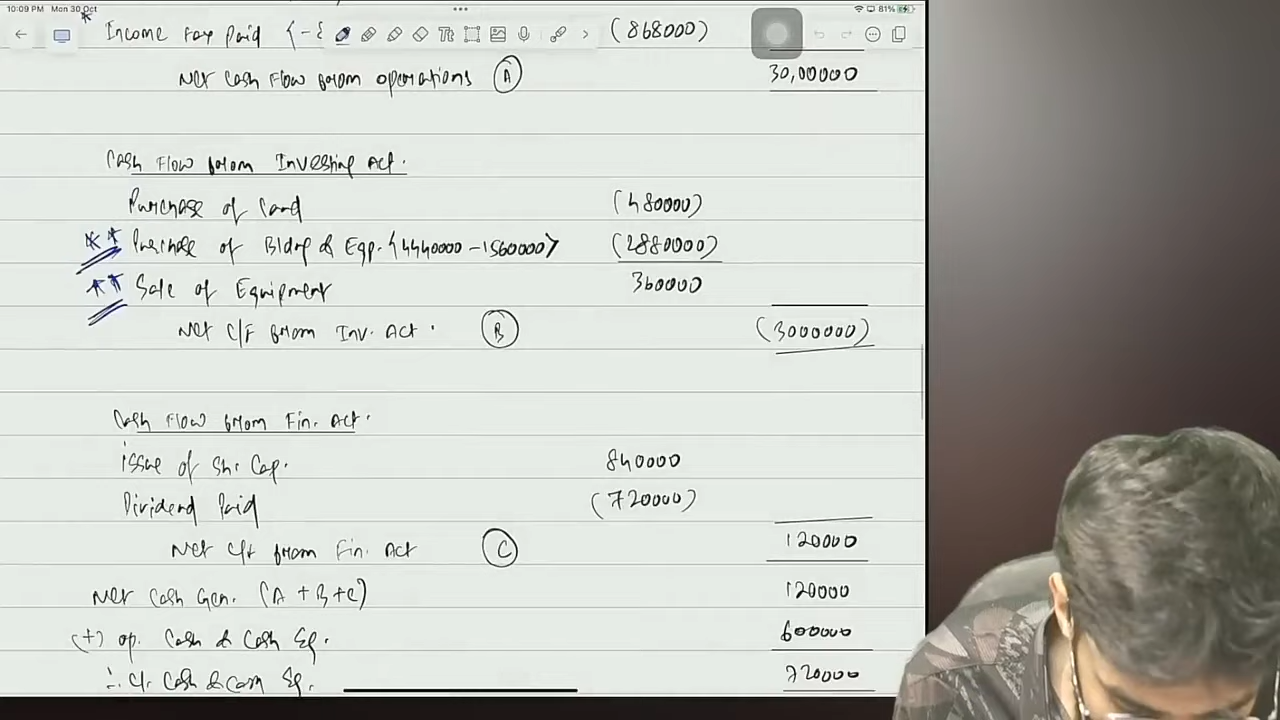 10:09 PM Mon 30 Oct 81%
* Income tax Paid (868000)
Net Cash Flow from operations (A) 30,00000
Cash Flow from Investing Act.
Purchase of Land (480000)
** Purchase of Bldng & Eqp. {4440000 - 1560000} (2880000)
** Sale of Equipment 360000
Net C/f from Inv. Act. (B) (3000000)
Cash Flow from Fin. Act.
issue of Sh. Cap. 840000
Dividend Paid (720000)
Net C/f from Fin. Act (C) 120000
Net Cash Gen. (A + B + C) 120000
(+) op. Cash & Cash Eq. 600000
∴ C/. Cash & Cash Eq. 720000